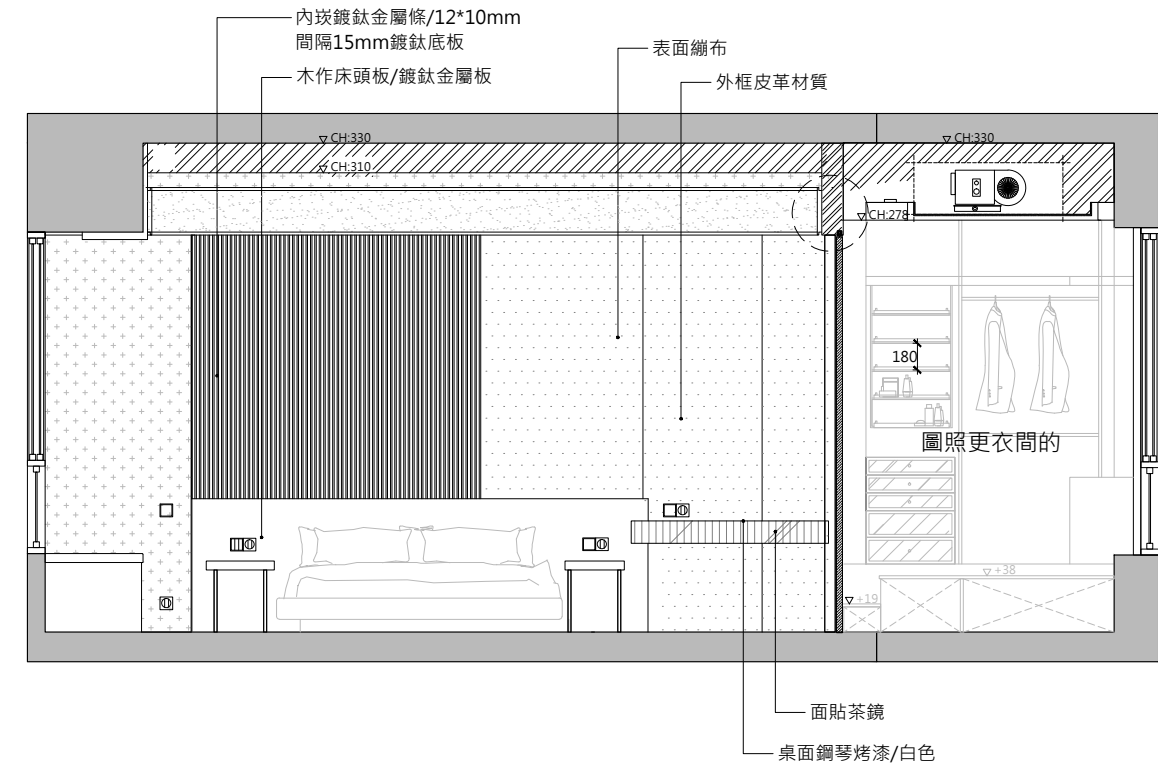 內崁鍍鈦金屬條/12*10mm
間隔15mm鍍鈦底板
木作床頭板/鍍鈦金屬板
表面繃布
外框皮革材質
CH:330
CH:330
CH:310
CH:278
180
圖照更衣間的
+38
+19
面貼茶鏡
桌面鋼琴烤漆/白色